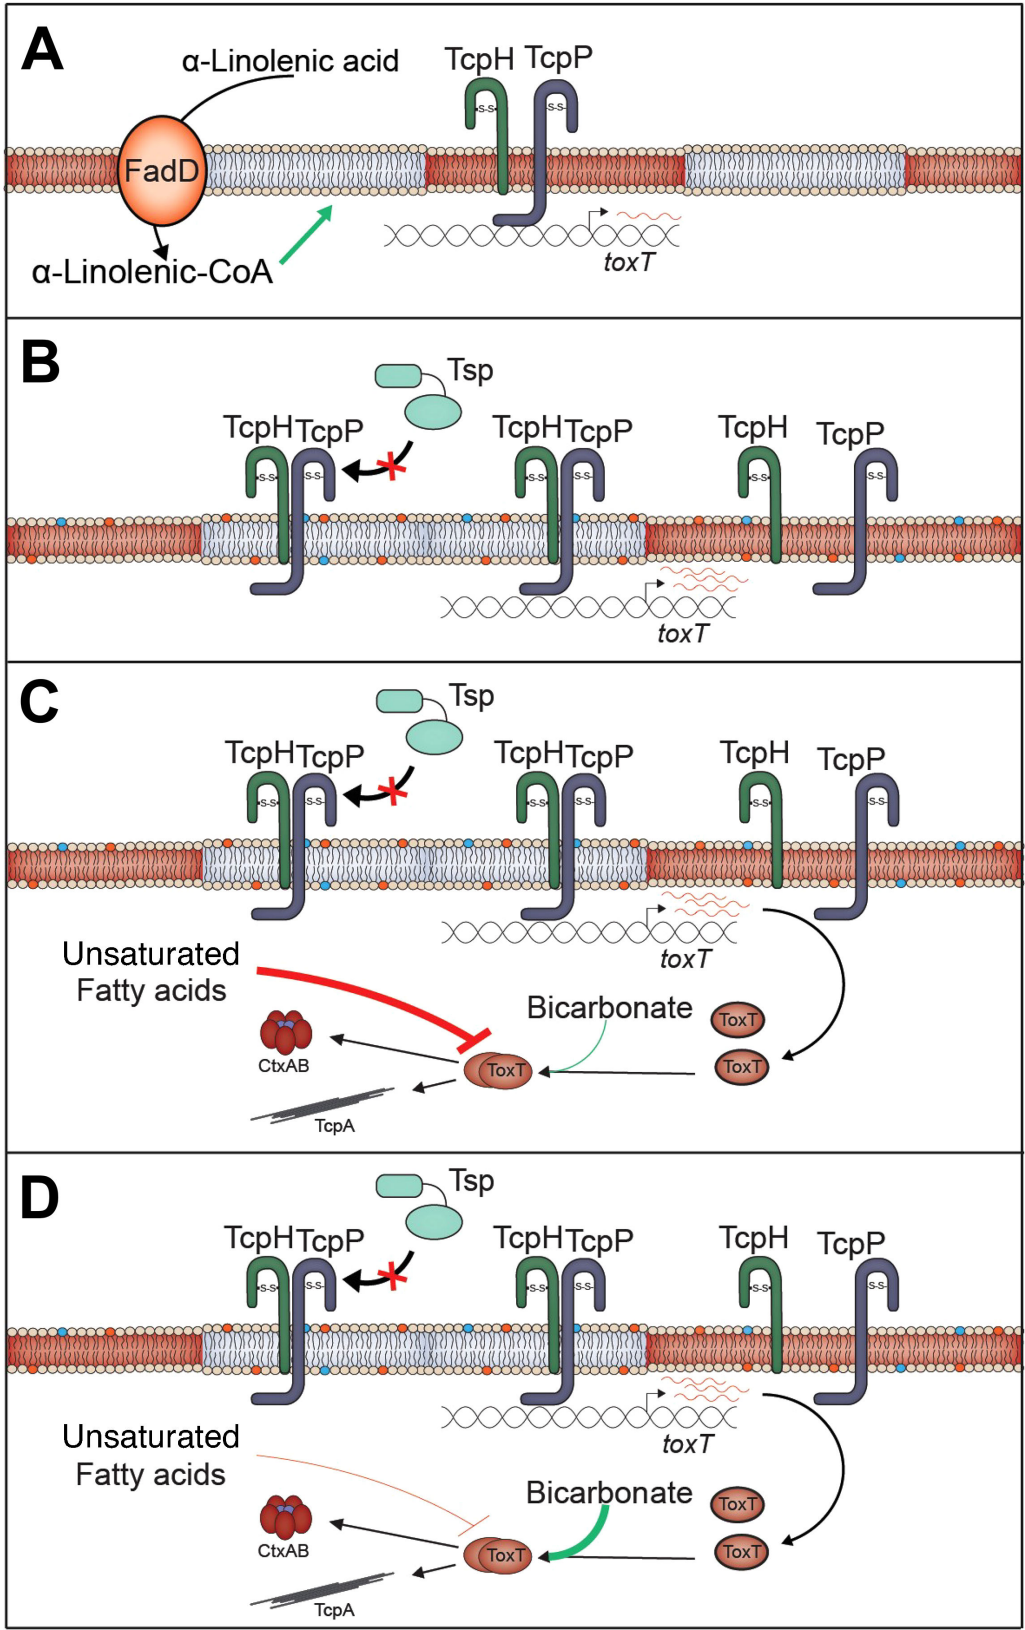 A
α-Linolenic acid
TcpH TcpP
S-S
S-S
FadD
α-Linolenic-CoA
toxT
B
Tsp
TcpH TcpP
TcpH TcpP
TcpH
TcpP
S-S
S-S
S-S
S-S
S-S
S-S
toxT
C
Tsp
TcpH TcpP
TcpH TcpP
TcpH
TcpP
S-S
S-S
S-S
S-S
S-S
S-S
toxT
Unsaturated
Fatty acids
Bicarbonate
ToxT
ToxT
ToxT
CtxAB
TcpA
D
Tsp
TcpH TcpP
TcpH TcpP
TcpH
TcpP
S-S
S-S
S-S
S-S
S-S
S-S
toxT
Unsaturated
Fatty acids
Bicarbonate
ToxT
ToxT
ToxT
CtxAB
TcpA